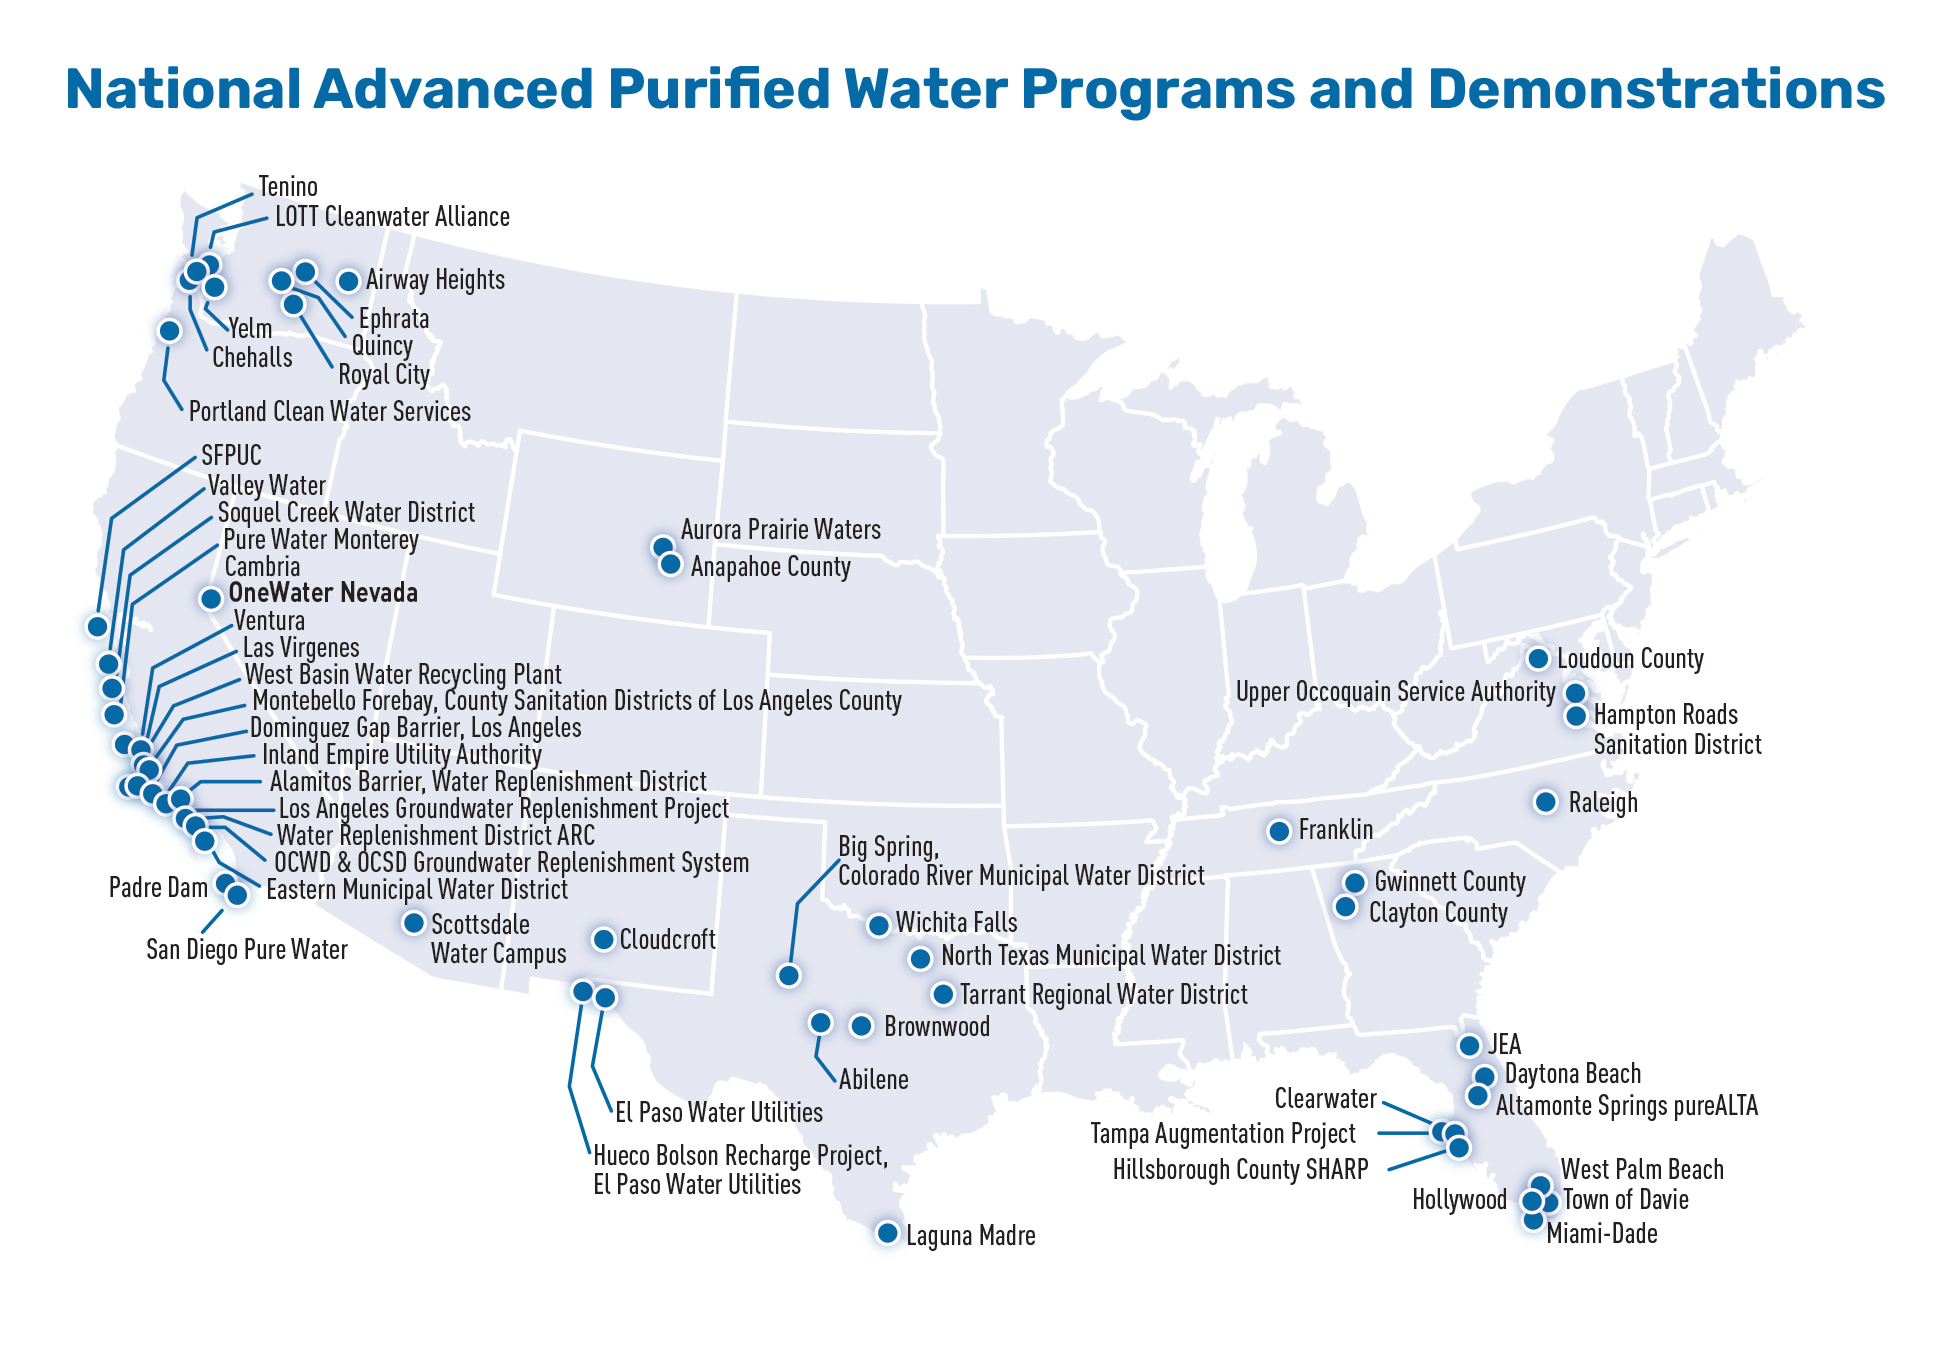 National Advanced Purified Water Programs and Demonstrations
Tenino
LOTT Cleanwater Alliance
Airway Heights
Ephrata
Yelm
Quincy
Chehalls
Royal City
Portland Clean Water Services
SFPUC
Valley Water
Soquel Creek Water District
Pure Water Monterey
Cambria
OneWater Nevada
Ventura
Las Virgenes
West Basin Water Recycling Plant
Montebello Forebay, County Sanitation Districts of Los Angeles County
Dominguez Gap Barrier, Los Angeles
Inland Empire Utility Authority
Alamitos Barrier, Water Replenishment District
Los Angeles Groundwater Replenishment Project
Water Replenishment District ARC
OCWD & OCSD Groundwater Replenishment System
Eastern Municipal Water District
Padre Dam
San Diego Pure Water
Scottsdale
Water Campus
Cloudcroft
Aurora Prairie Waters
Anapahoe County
Big Spring,
Colorado River Municipal Water District
Wichita Falls
North Texas Municipal Water District
Tarrant Regional Water District
Brownwood
Abilene
El Paso Water Utilities
Hueco Bolson Recharge Project,
El Paso Water Utilities
Laguna Madre
Loudoun County
Upper Occoquain Service Authority
Hampton Roads
Sanitation District
Raleigh
Franklin
Gwinnett County
Clayton County
JEA
Daytona Beach
Altamonte Springs pureALTA
Clearwater
Tampa Augmentation Project
Hillsborough County SHARP
West Palm Beach
Hollywood
Town of Davie
Miami-Dade